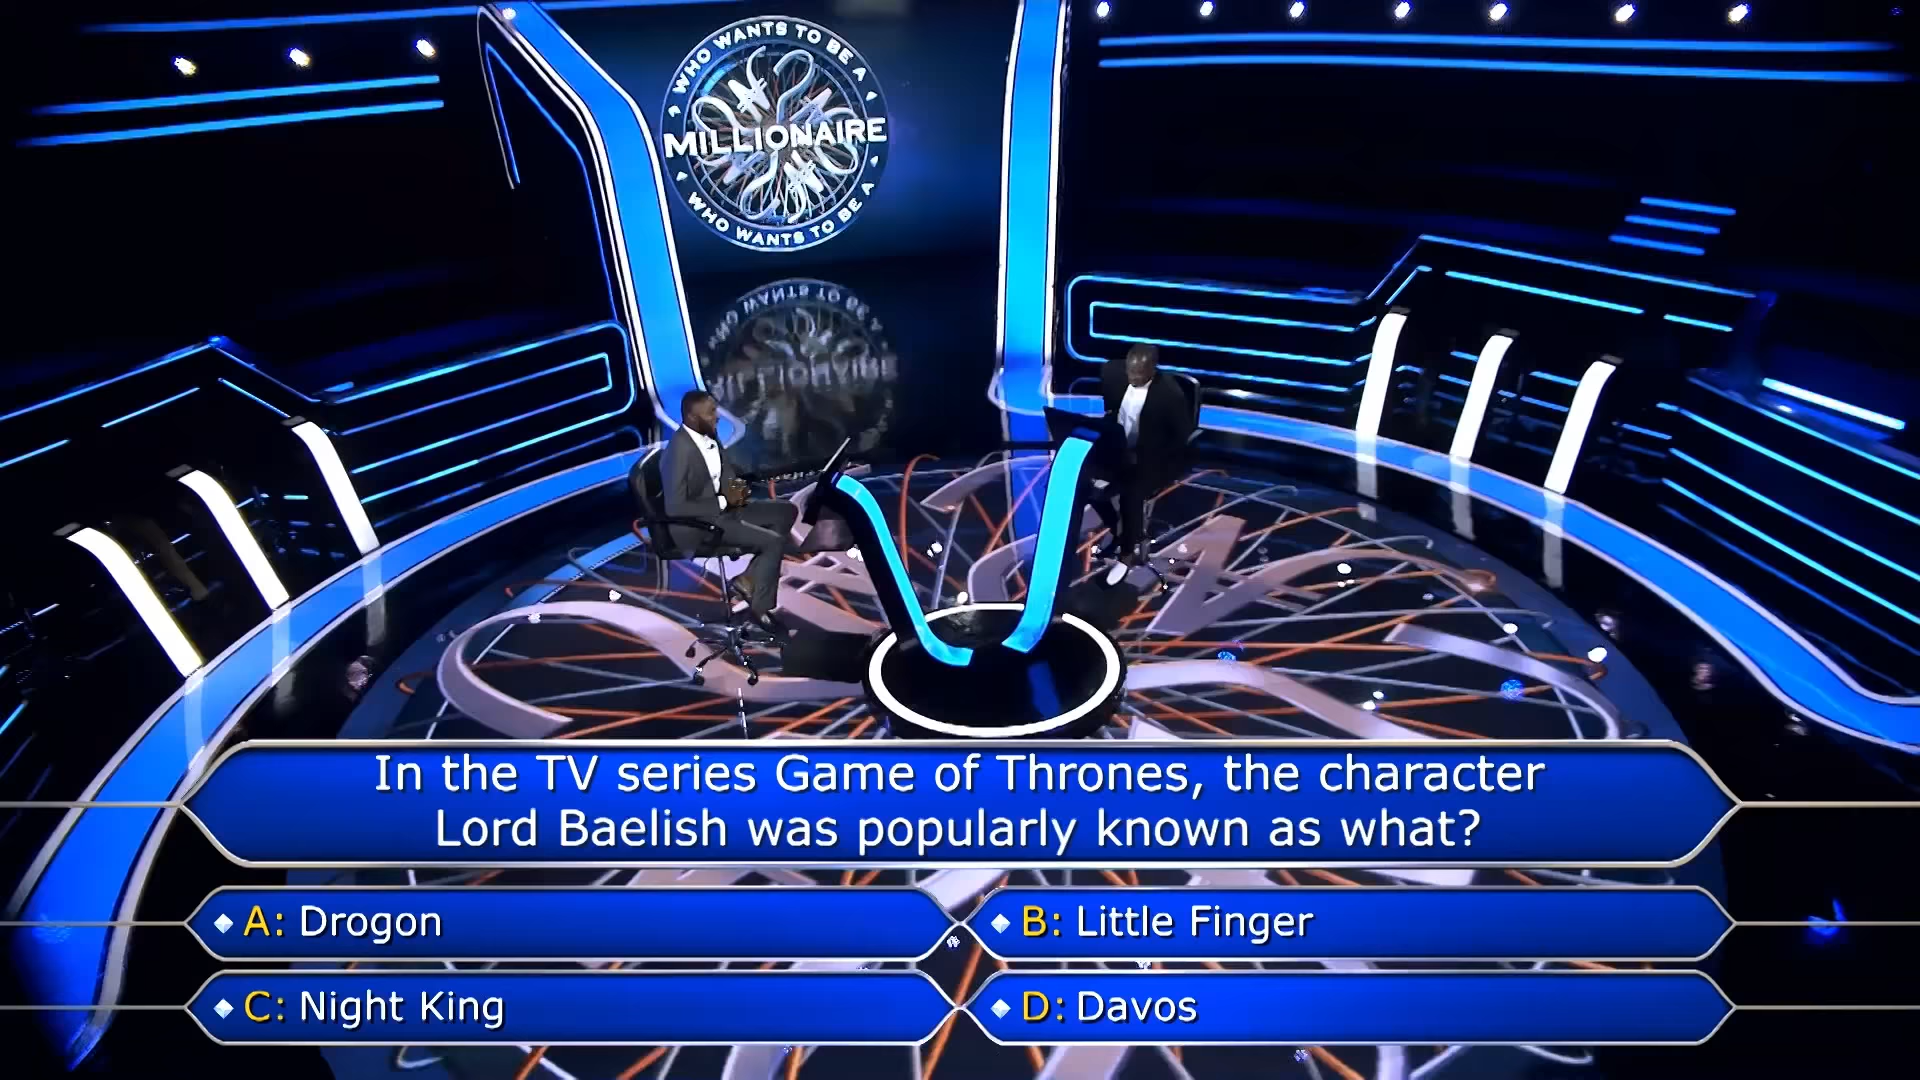 WHO WANTS TO BE A
MILLIONAIRE
WHO WANTS TO BE A
In the TV series Game of Thrones, the character
Lord Baelish was popularly known as what?
A: Drogon
B: Little Finger
C: Night King
D: Davos